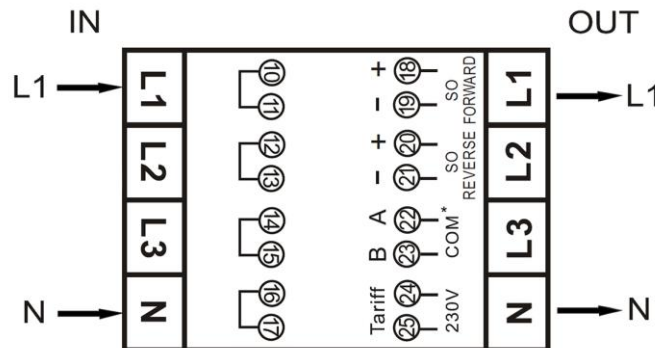 IN
OUT
L1
L1
L2
L3
N
N
10
11
12
13
14
15
16
17
+ 18
− 19
SO FORWARD
+ 20
− 21
SO REVERSE
A 22
B 23
COM*
Tariff
24
25
230V
L1
L2
L3
N
L1
N